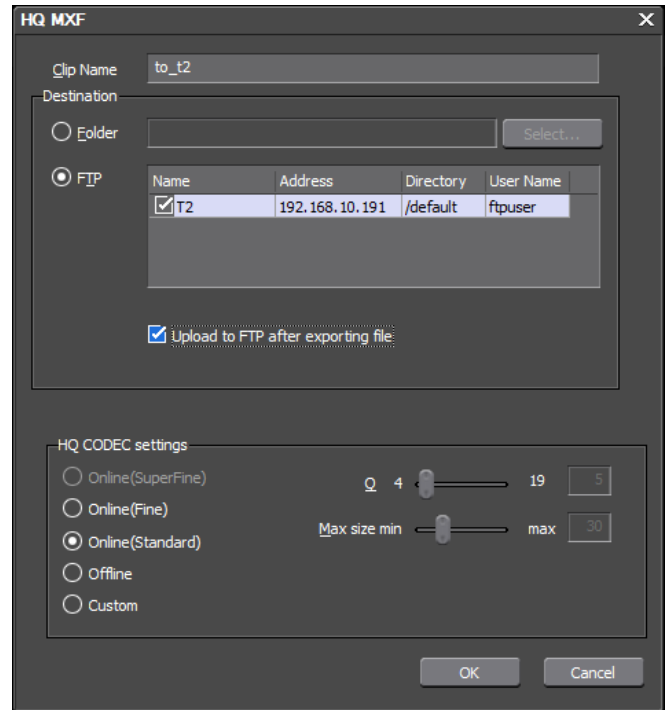 HQ MXF X
Clip Name to_t2
Destination
Folder Select...
FTP
Name Address Directory User Name
T2 192.168.10.191 /default ftpuser
Upload to FTP after exporting file
HQ CODEC settings
Online(SuperFine)
Q 4 19 5
Online(Fine)
Max size min max 30
Online(Standard)
Offline
Custom
OK Cancel